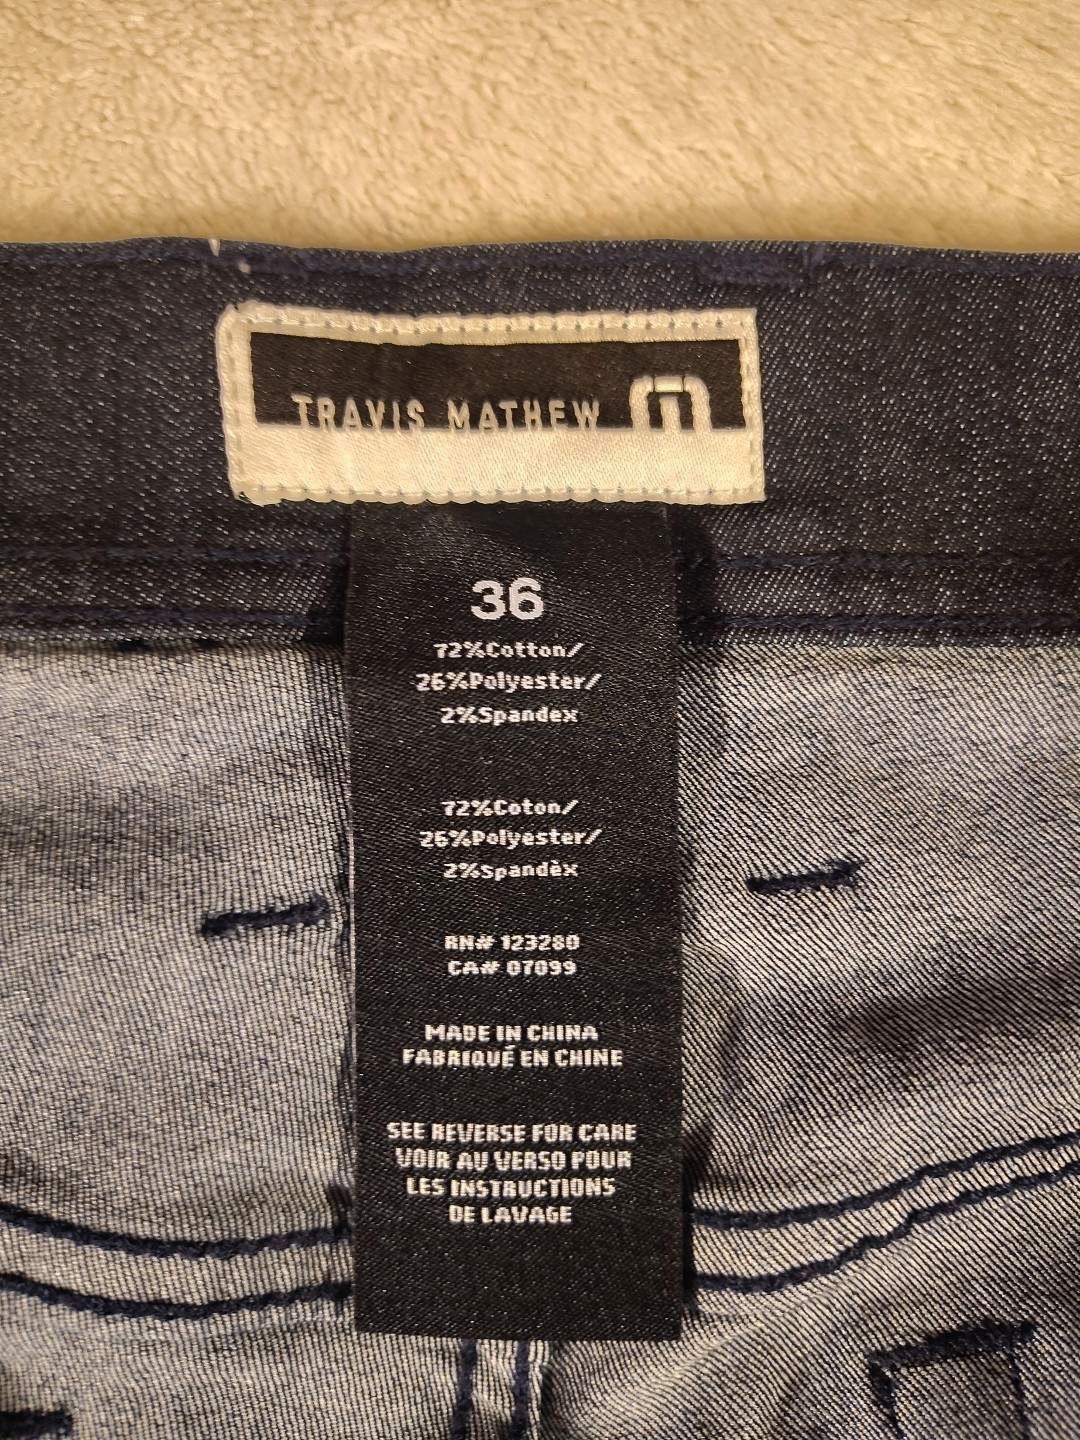 TRAVIS MATHEW
36
72%Cotton/
26%Polyester/
2%Spandex
72%Coton/
26%Polyester/
2%Spandèx
RN# 123280
CA# 07099
MADE IN CHINA
FABRIQUÉ EN CHINE
SEE REVERSE FOR CARE
VOIR AU VERSO POUR
LES INSTRUCTIONS
DE LAVAGE